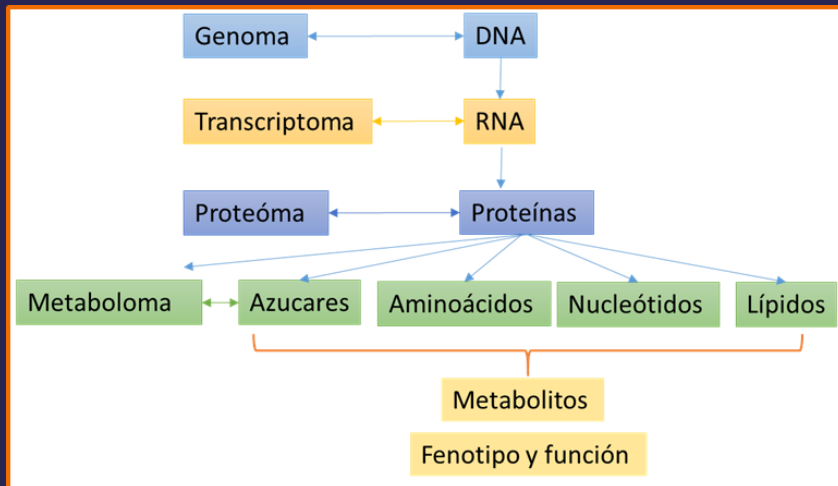 Genoma
DNA
Transcriptoma
RNA
Proteóma
Proteínas
Metaboloma
Azucares
Aminoácidos
Nucleótidos
Lípidos
Metabolitos
Fenotipo y función